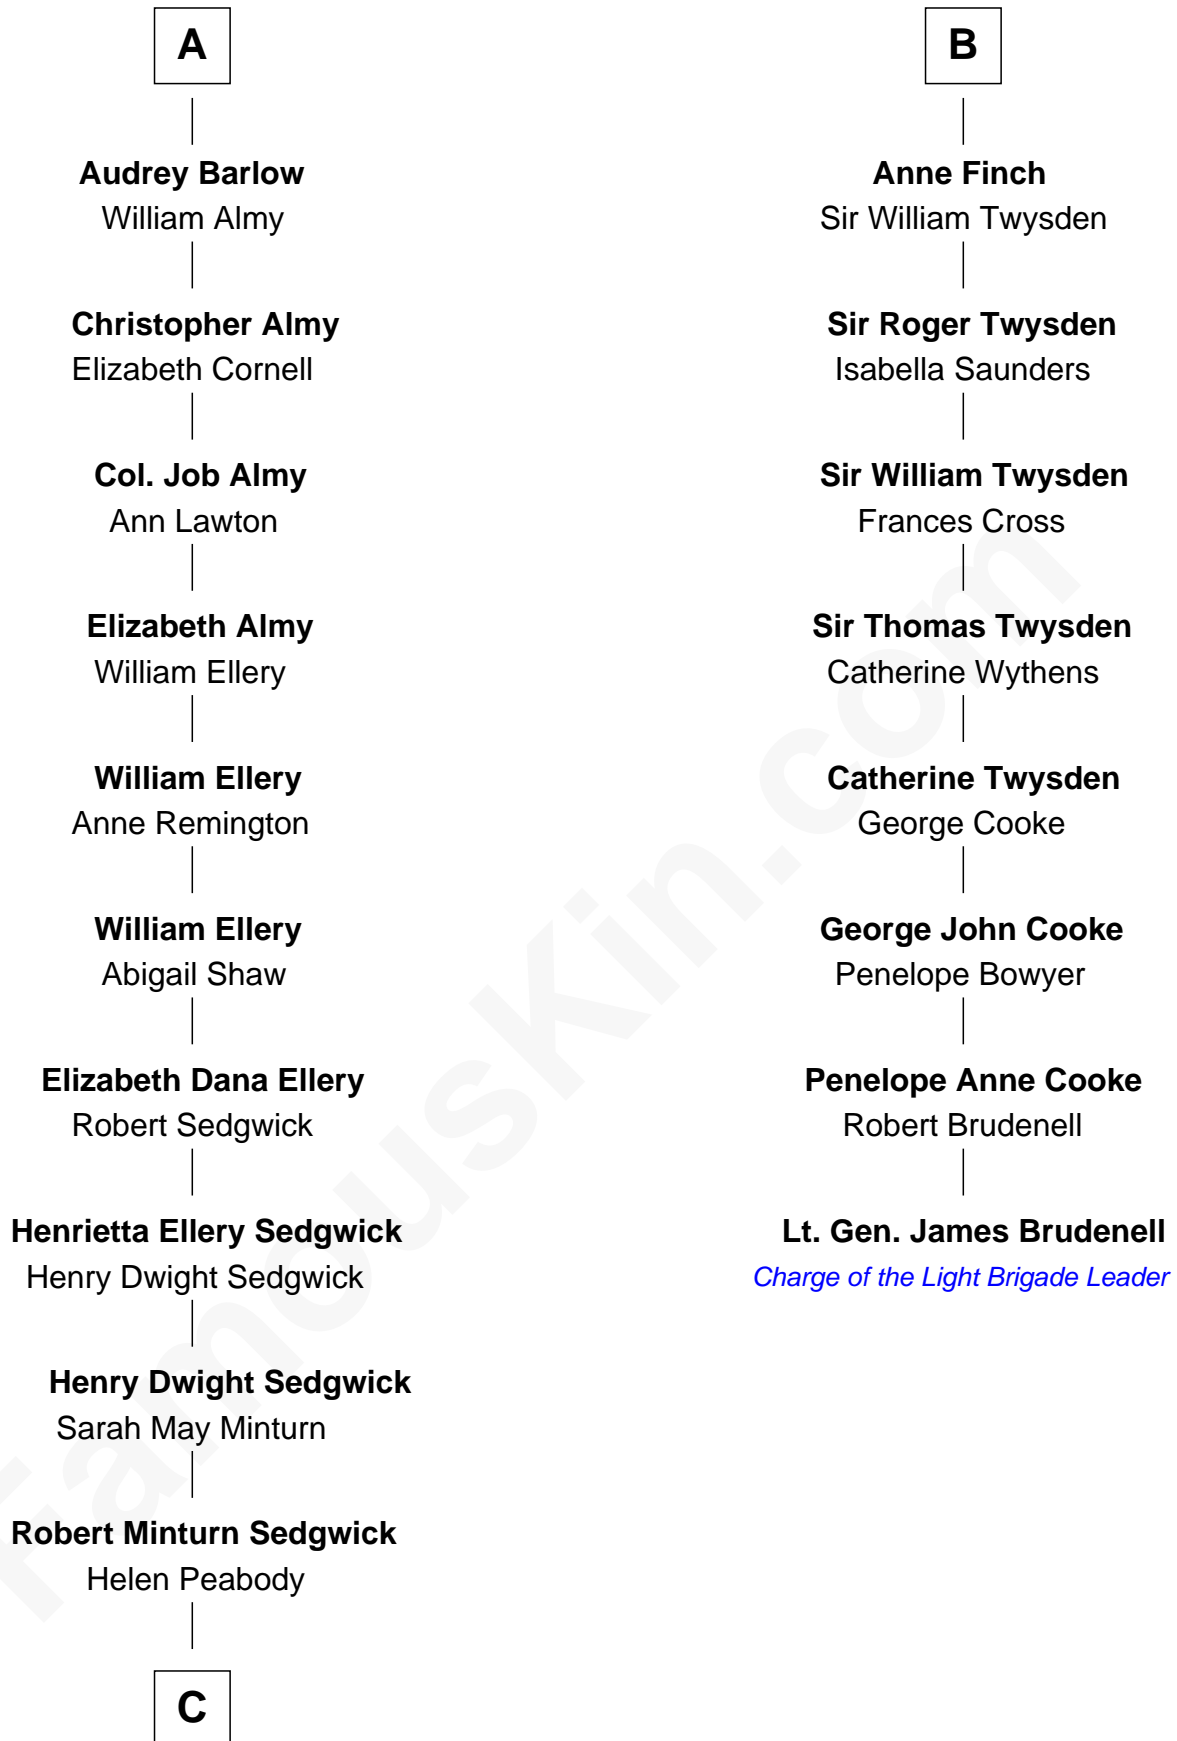 A
Audrey Barlow
William Almy
Christopher Almy
Elizabeth Cornell
Col. Job Almy
Ann Lawton
Elizabeth Almy
William Ellery
William Ellery
Anne Remington
William Ellery
Abigail Shaw
Elizabeth Dana Ellery
Robert Sedgwick
Henrietta Ellery Sedgwick
Henry Dwight Sedgwick
Henry Dwight Sedgwick
Sarah May Minturn
Robert Minturn Sedgwick
Helen Peabody
C
B
Anne Finch
Sir William Twysden
Sir Roger Twysden
Isabella Saunders
Sir William Twysden
Frances Cross
Sir Thomas Twysden
Catherine Wythens
Catherine Twysden
George Cooke
George John Cooke
Penelope Bowyer
Penelope Anne Cooke
Robert Brudenell
Lt. Gen. James Brudenell
Charge of the Light Brigade Leader
FamousKin.com